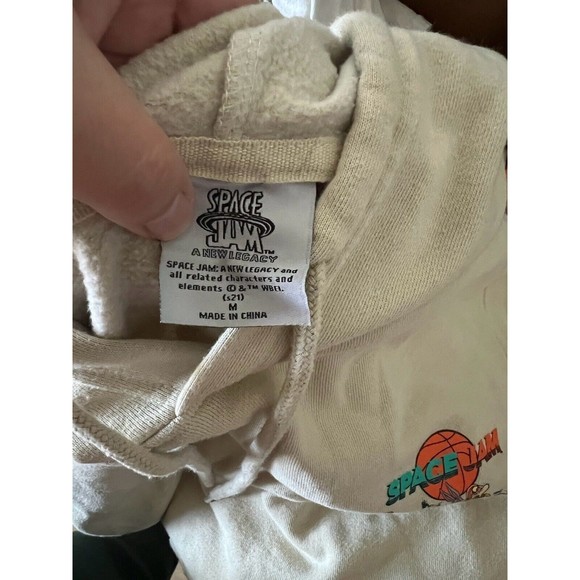 SPACE
JAM™
A NEW LEGACY
SPACE JAM: A NEW LEGACY and
all related characters and
elements © & ™ WBEI.
(s21)
M
MADE IN CHINA
SPACE JAM